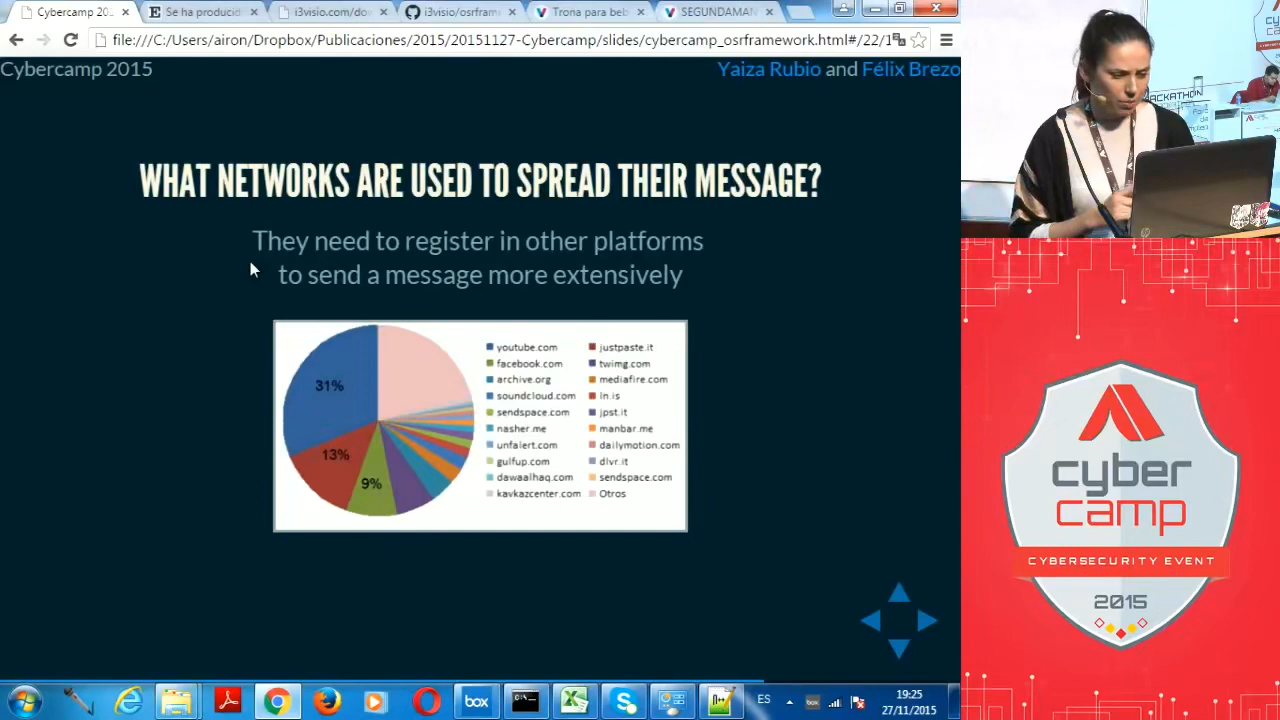 Cybercamp 201
Se ha producid
i3visio.com/dov
i3visio/osrfram
Trona para beb
SEGUNDAMAN
file:///C:/Users/airon/Dropbox/Publicaciones/2015/20151127-Cybercamp/slides/cybercamp_osrframework.html#/22/1
Cybercamp 2015
Yaiza Rubio and Félix Brezo
WHAT NETWORKS ARE USED TO SPREAD THEIR MESSAGE?
They need to register in other platforms
to send a message more extensively
31%
13%
9%
youtube.com
justpaste.it
facebook.com
twimg.com
archive.org
mediafire.com
soundcloud.com
ln.is
sendspace.com
jpst.it
nasher.me
manbar.me
unfalert.com
dailymotion.com
gulfup.com
dlvr.it
dawaalhaq.com
sendspace.com
kavkazcenter.com
Otros
HACKATHON
cyber
camp
CYBERSECURITY EVENT
2015
box
ES
box
19:25
27/11/2015